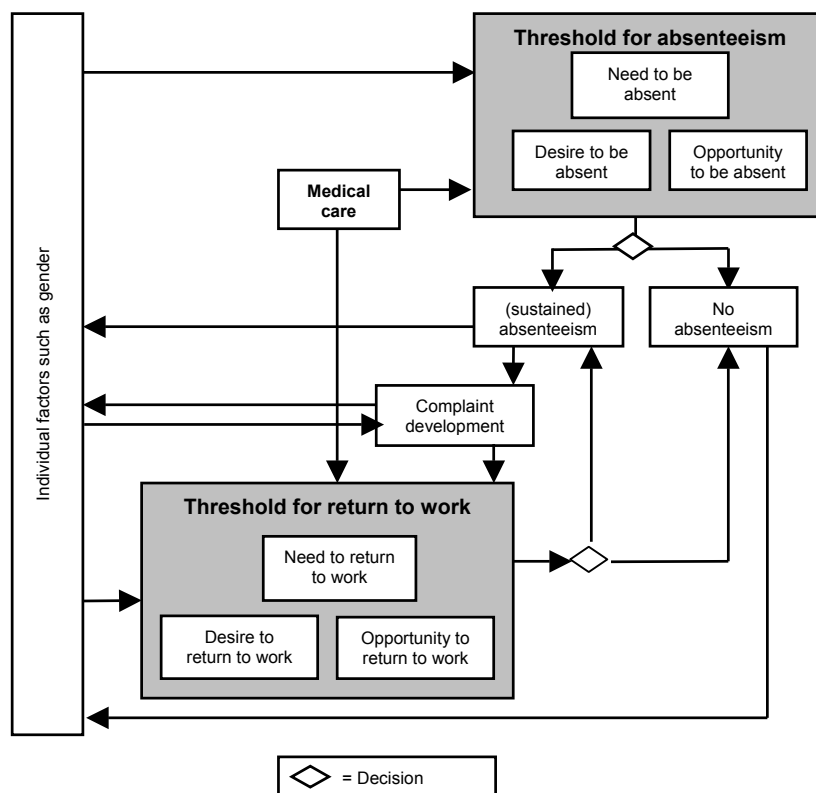 Threshold for absenteeism
Need to be
absent
Desire to be
absent
Opportunity
to be absent
Medical
care
Individual factors such as gender
(sustained)
absenteeism
No
absenteeism
Complaint
development
Threshold for return to work
Need to return
to work
Desire to
return to work
Opportunity to
return to work
= Decision